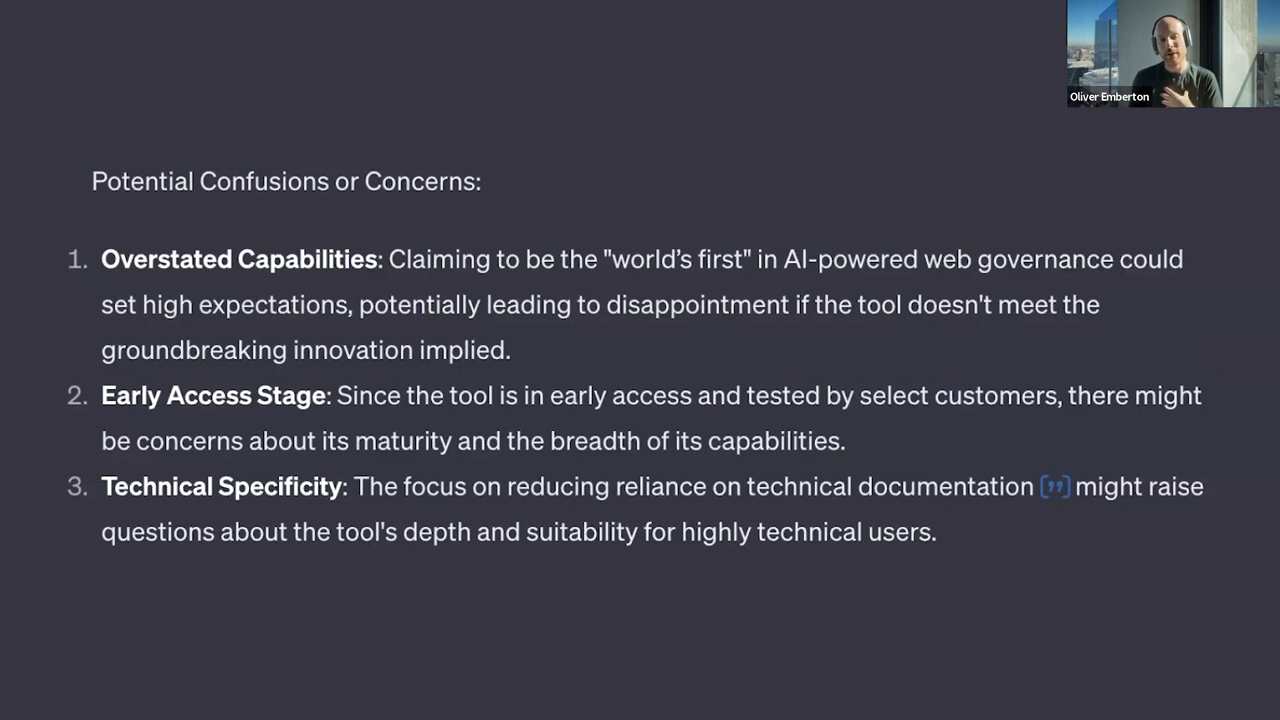 Oliver Emberton
Potential Confusions or Concerns:
1. Overstated Capabilities: Claiming to be the "world’s first" in AI-powered web governance could
set high expectations, potentially leading to disappointment if the tool doesn't meet the
groundbreaking innovation implied.
2. Early Access Stage: Since the tool is in early access and tested by select customers, there might
be concerns about its maturity and the breadth of its capabilities.
3. Technical Specificity: The focus on reducing reliance on technical documentation [”] might raise
questions about the tool's depth and suitability for highly technical users.